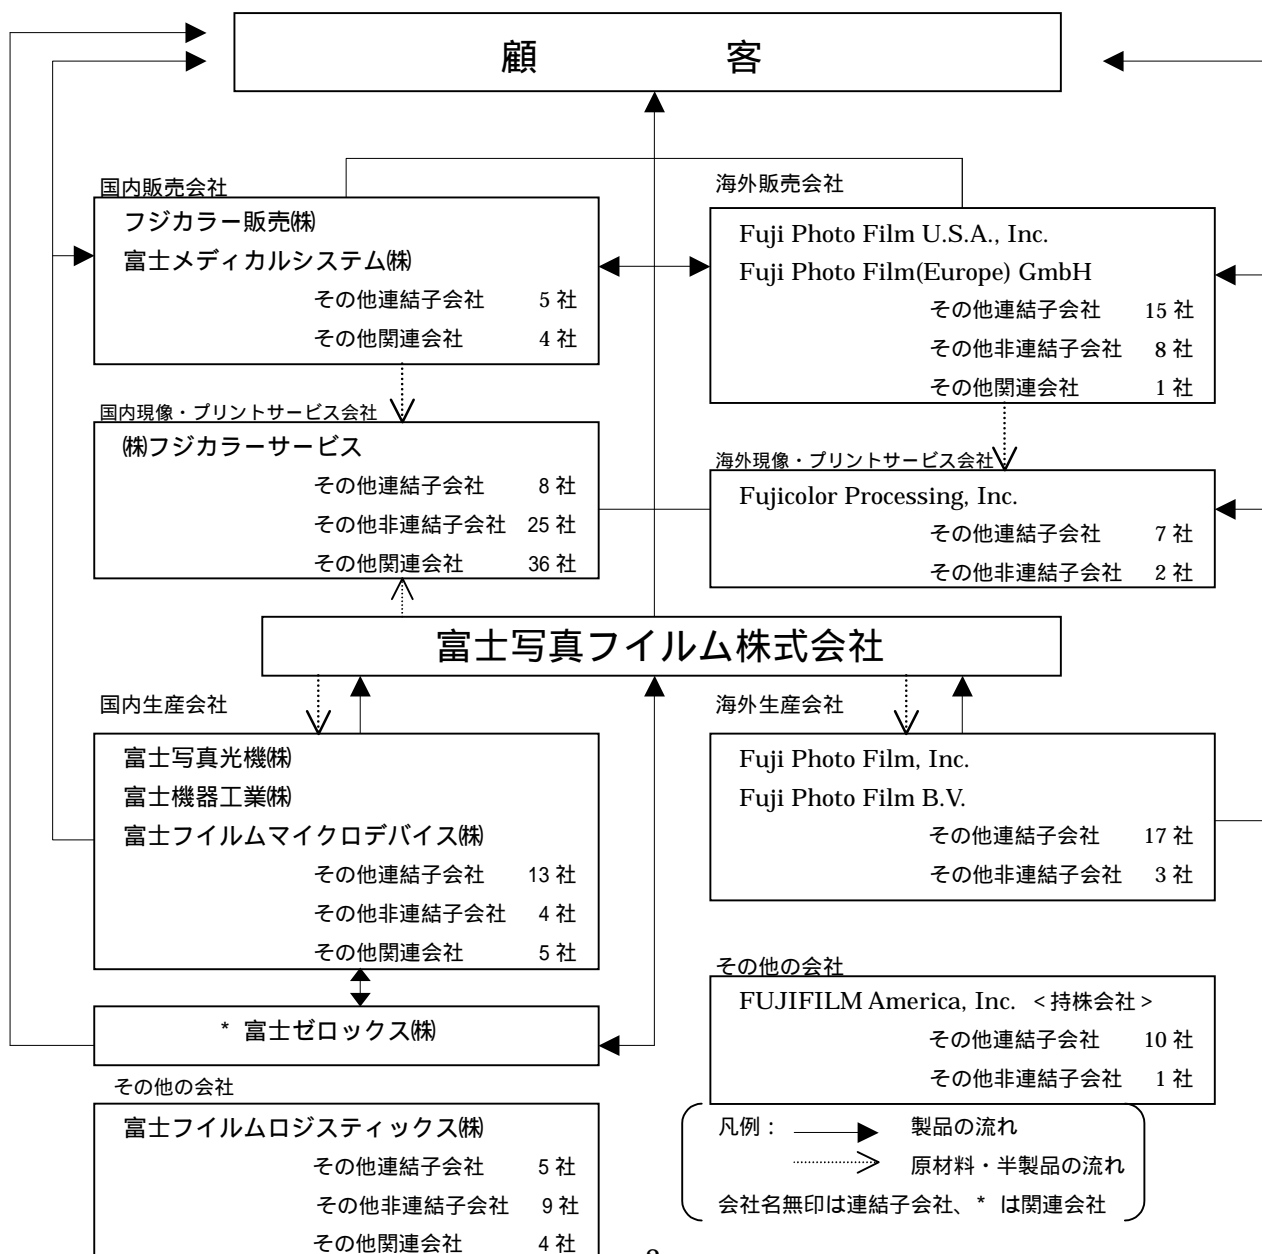 顧 客
国内販売会社
フジカラー販売㈱
富士メディカルシステム㈱
その他連結子会社 5 社
その他関連会社 4 社
海外販売会社
Fuji Photo Film U.S.A., Inc.
Fuji Photo Film(Europe) GmbH
その他連結子会社 15 社
その他非連結子会社 8 社
その他関連会社 1 社
国内現像・プリントサービス会社
㈱フジカラーサービス
その他連結子会社 8 社
その他非連結子会社 25 社
その他関連会社 36 社
海外現像・プリントサービス会社
Fujicolor Processing, Inc.
その他連結子会社 7 社
その他非連結子会社 2 社
富士写真フイルム株式会社
国内生産会社
富士写真光機㈱
富士機器工業㈱
富士フイルムマイクロデバイス㈱
その他連結子会社 13 社
その他非連結子会社 4 社
その他関連会社 5 社
海外生産会社
Fuji Photo Film, Inc.
Fuji Photo Film B.V.
その他連結子会社 17 社
その他非連結子会社 3 社
* 富士ゼロックス㈱
その他の会社
FUJIFILM America, Inc. <持株会社>
その他連結子会社 10 社
その他非連結子会社 1 社
その他の会社
富士フイルムロジスティックス㈱
その他連結子会社 5 社
その他非連結子会社 9 社
その他関連会社 4 社
凡例： 製品の流れ
原材料・半製品の流れ
会社名無印は連結子会社、* は関連会社